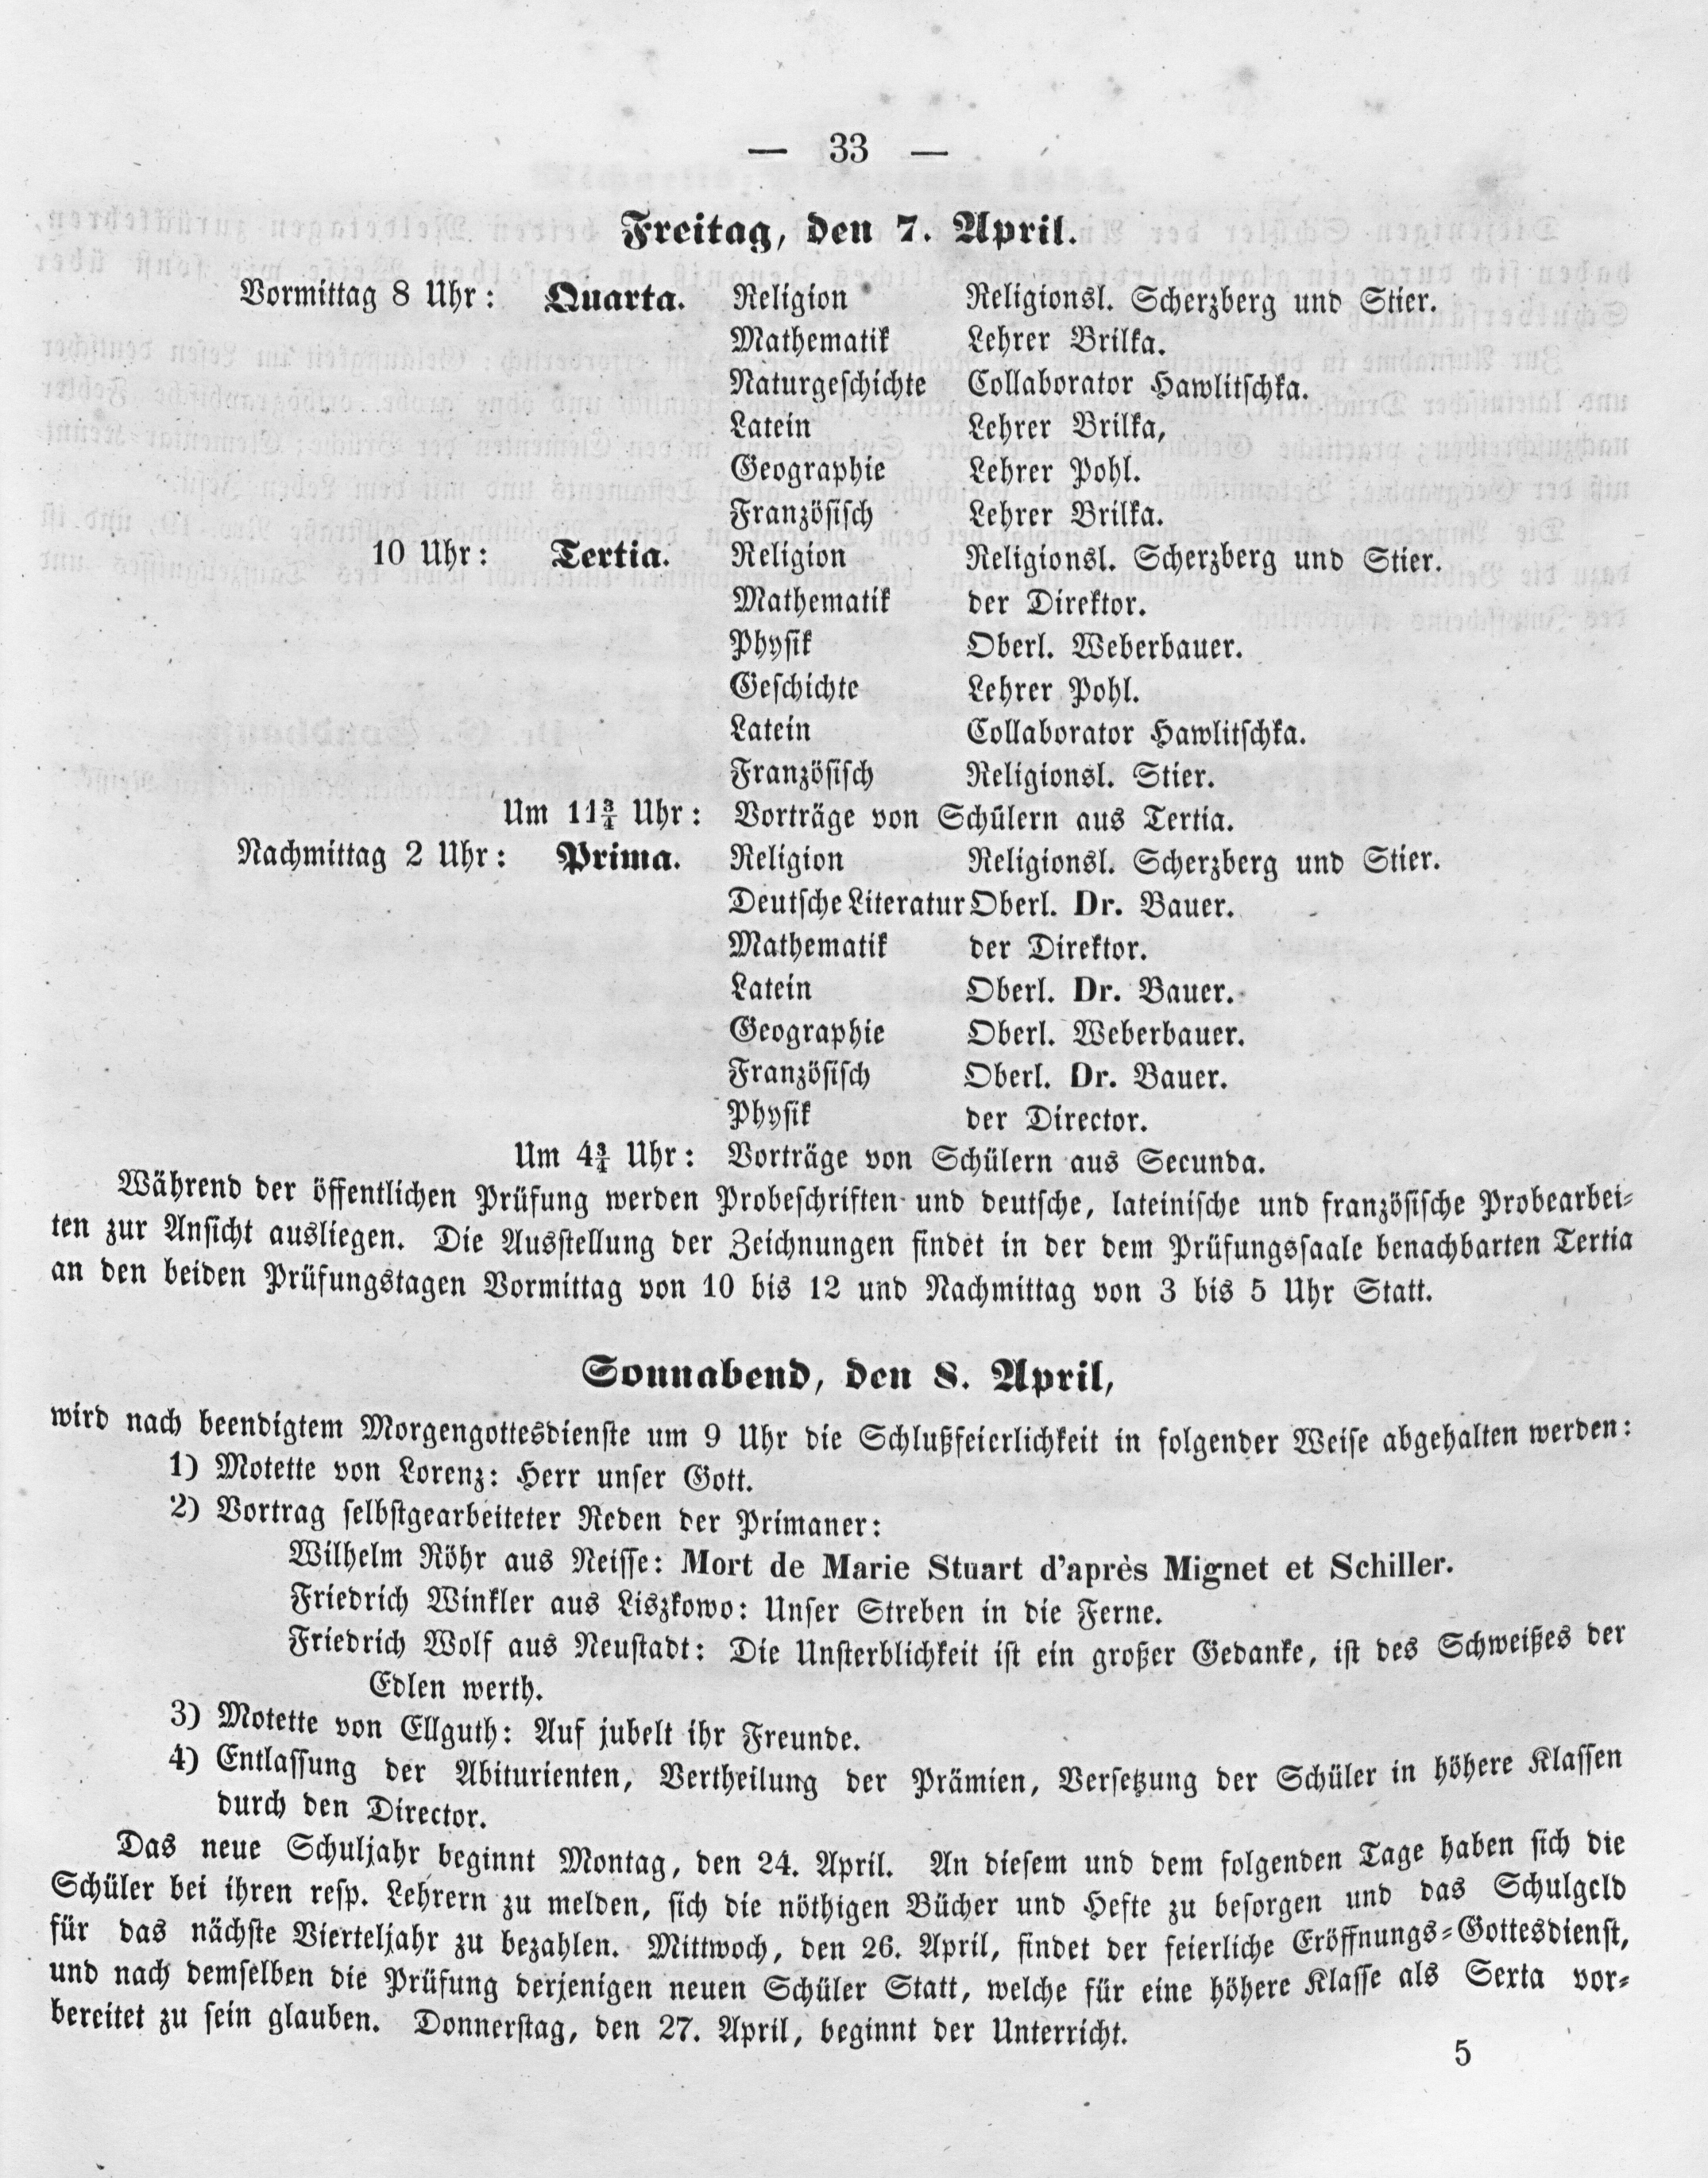 — 33 —
Freitag, den 7. April.
Vormittag 8 Uhr: Quarta. Religion Religionsl. Scherzberg und Stier.
Mathematik Lehrer Brilka.
Naturgeschichte Collaborator Hawlitschka.
Latein Lehrer Brilka,
Geographie Lehrer Pohl.
Französisch Lehrer Brilka.
10 Uhr: Tertia. Religion Religionsl. Scherzberg und Stier.
Mathematik der Direktor.
Physik Oberl. Weberbauer.
Geschichte Lehrer Pohl.
Latein Collaborator Hawlitschka.
Französisch Religionsl. Stier.
Um 11¾ Uhr: Vorträge von Schülern aus Tertia.
Nachmittag 2 Uhr: Prima. Religion Religionsl. Scherzberg und Stier.
Deutsche Literatur Oberl. Dr. Bauer.
Mathematik der Direktor.
Latein Oberl. Dr. Bauer.
Geographie Oberl. Weberbauer.
Französisch Oberl. Dr. Bauer.
Physik der Director.
Um 4¾ Uhr: Vorträge von Schülern aus Secunda.
Während der öffentlichen Prüfung werden Probeschriften und deutsche, lateinische und französische Probearbei-
ten zur Ansicht ausliegen. Die Ausstellung der Zeichnungen findet in der dem Prüfungssaale benachbarten Tertia
an den beiden Prüfungstagen Vormittag von 10 bis 12 und Nachmittag von 3 bis 5 Uhr Statt.
Sonnabend, den 8. April,
wird nach beendigtem Morgengottesdienste um 9 Uhr die Schlußfeierlichkeit in folgender Weise abgehalten werden:
1) Motette von Lorenz: Herr unser Gott.
2) Vortrag selbstgearbeiteter Reden der Primaner:
Wilhelm Röhr aus Neisse: Mort de Marie Stuart d'après Mignet et Schiller.
Friedrich Winkler aus Liszkowo: Unser Streben in die Ferne.
Friedrich Wolf aus Neustadt: Die Unsterblichkeit ist ein großer Gedanke, ist des Schweißes der
Edlen werth.
3) Motette von Ellguth: Auf jubelt ihr Freunde.
4) Entlassung der Abiturienten, Vertheilung der Prämien, Versetzung der Schüler in höhere Klassen
durch den Director.
Das neue Schuljahr beginnt Montag, den 24. April. An diesem und dem folgenden Tage haben sich die
Schüler bei ihren resp. Lehrern zu melden, sich die nöthigen Bücher und Hefte zu besorgen und das Schulgeld
für das nächste Vierteljahr zu bezahlen. Mittwoch, den 26. April, findet der feierliche Eröffnungs-Gottesdienst,
und nach demselben die Prüfung derjenigen neuen Schüler Statt, welche für eine höhere Klasse als Sexta vor-
bereitet zu sein glauben. Donnerstag, den 27. April, beginnt der Unterricht.
5